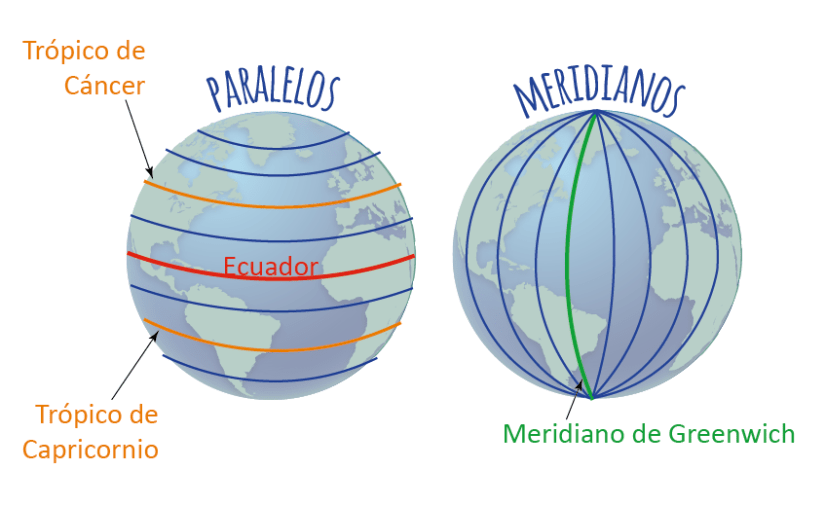 Trópico de
Cáncer
PARALELOS
MERIDIANOS
Ecuador
Trópico de
Capricornio
Meridiano de Greenwich